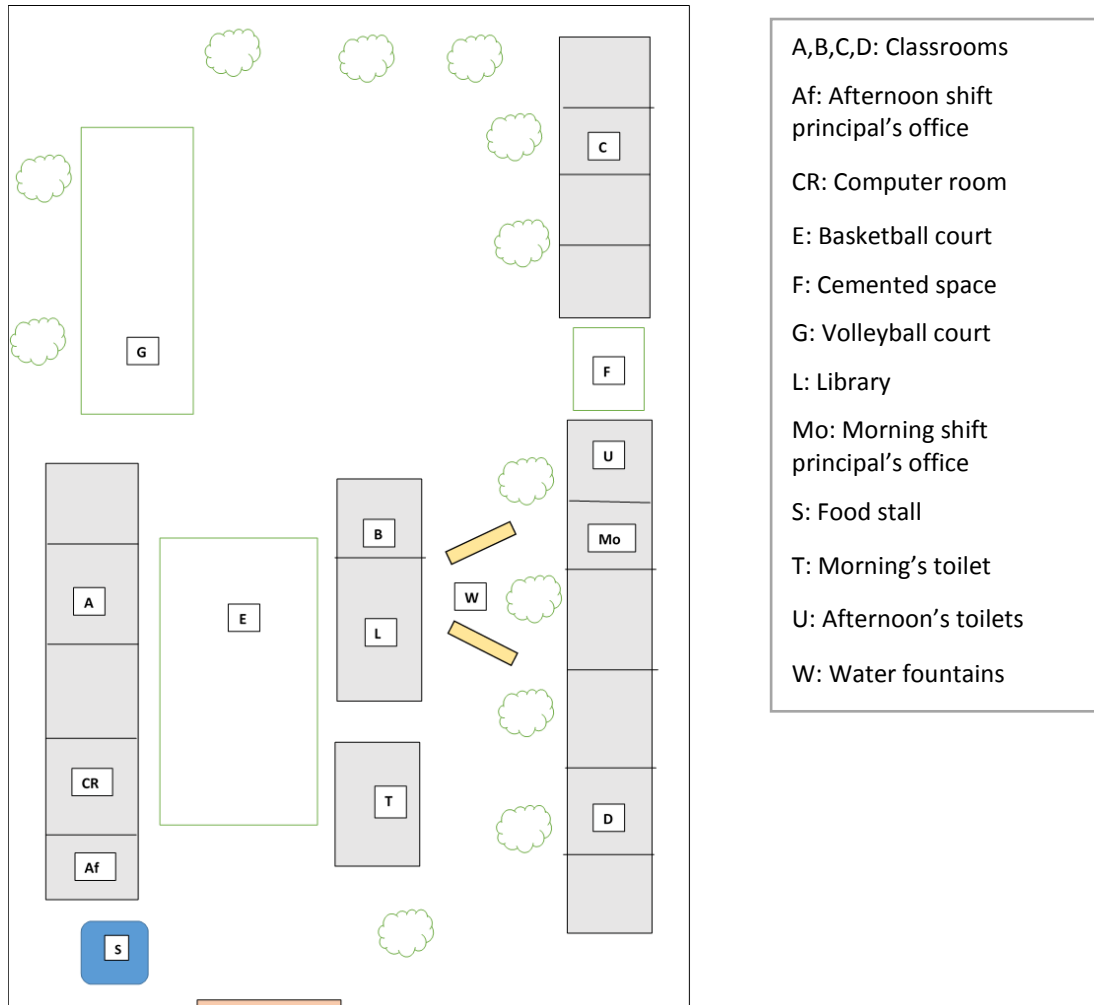 C
G
F
U
B
Mo
A
W
E
L
CR
T
D
Af
S
A,B,C,D: Classrooms
Af: Afternoon shift
principal’s office
CR: Computer room
E: Basketball court
F: Cemented space
G: Volleyball court
L: Library
Mo: Morning shift
principal’s office
S: Food stall
T: Morning’s toilet
U: Afternoon’s toilets
W: Water fountains